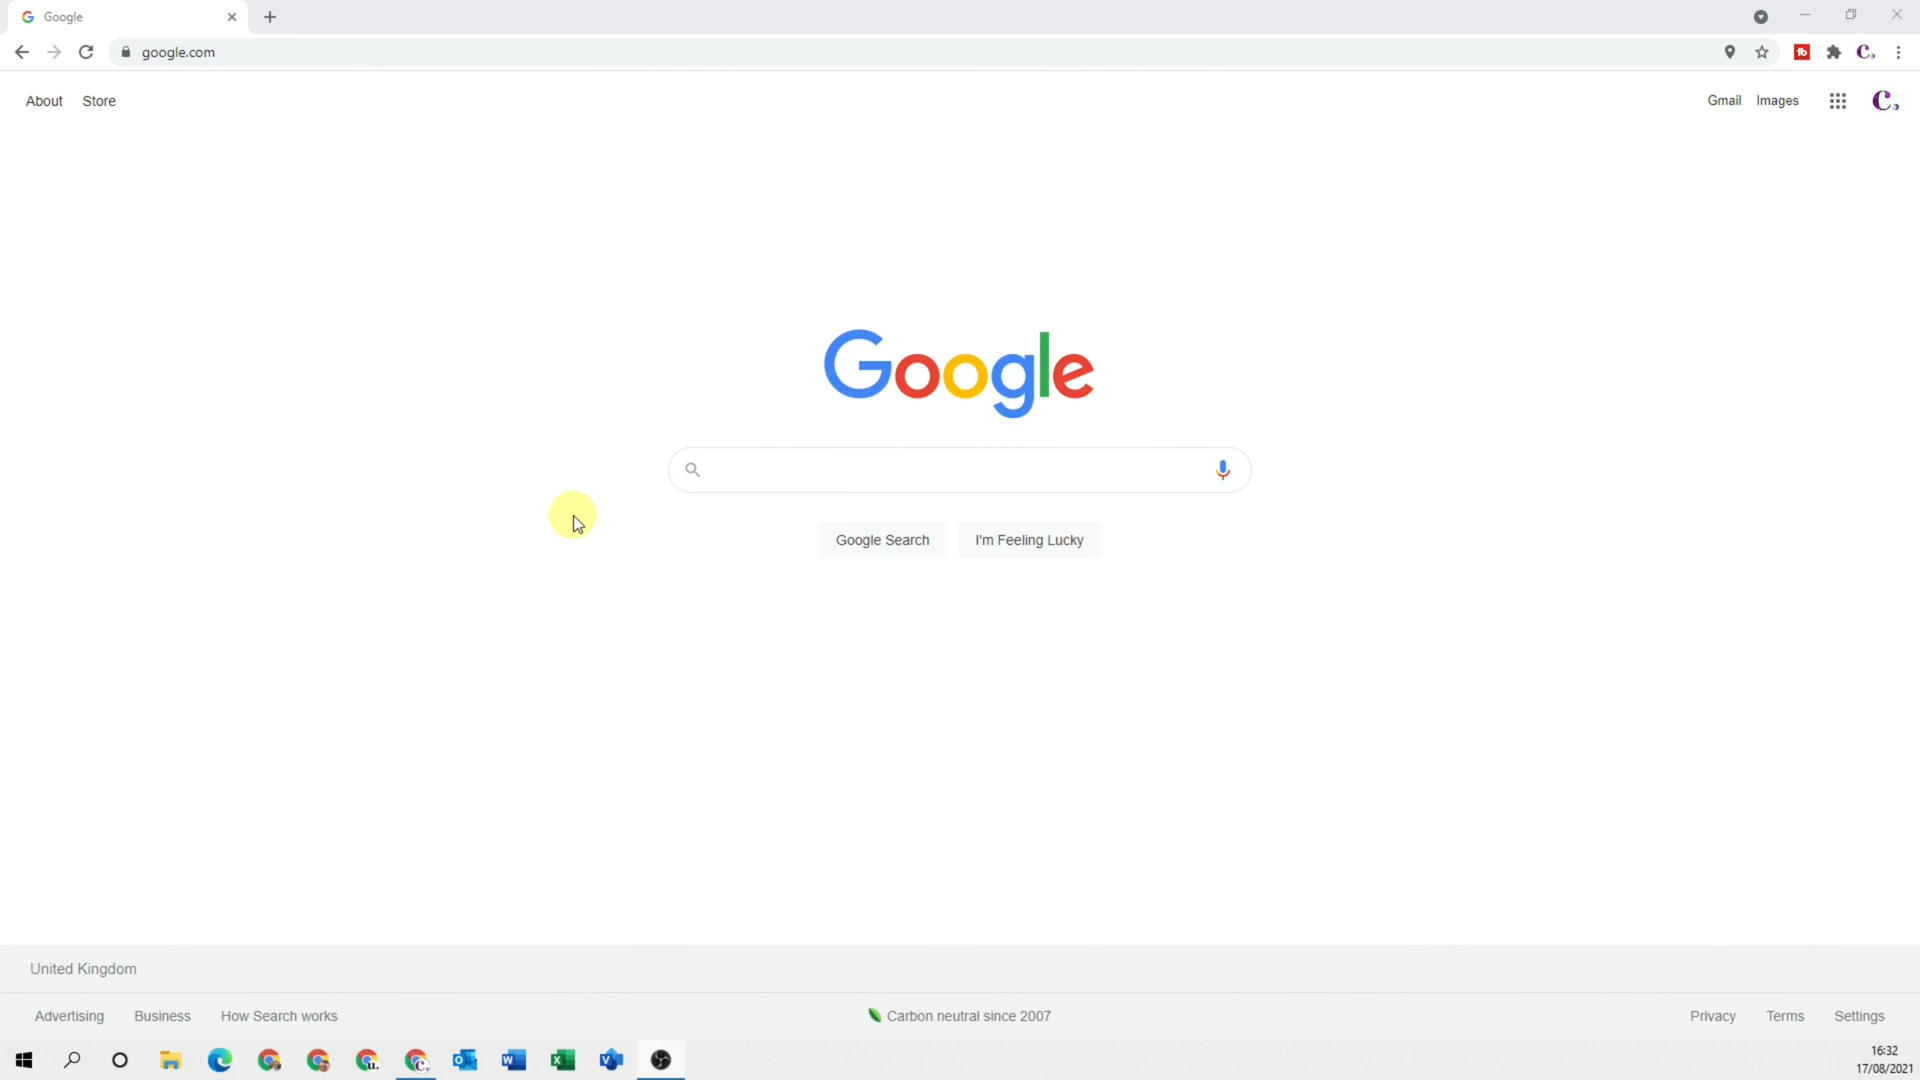 Google
google.com
About Store
Gmail Images
C.
Google
Google Search I'm Feeling Lucky
United Kingdom
Advertising Business How Search works
Carbon neutral since 2007
Privacy Terms Settings
16:32
17/08/2021